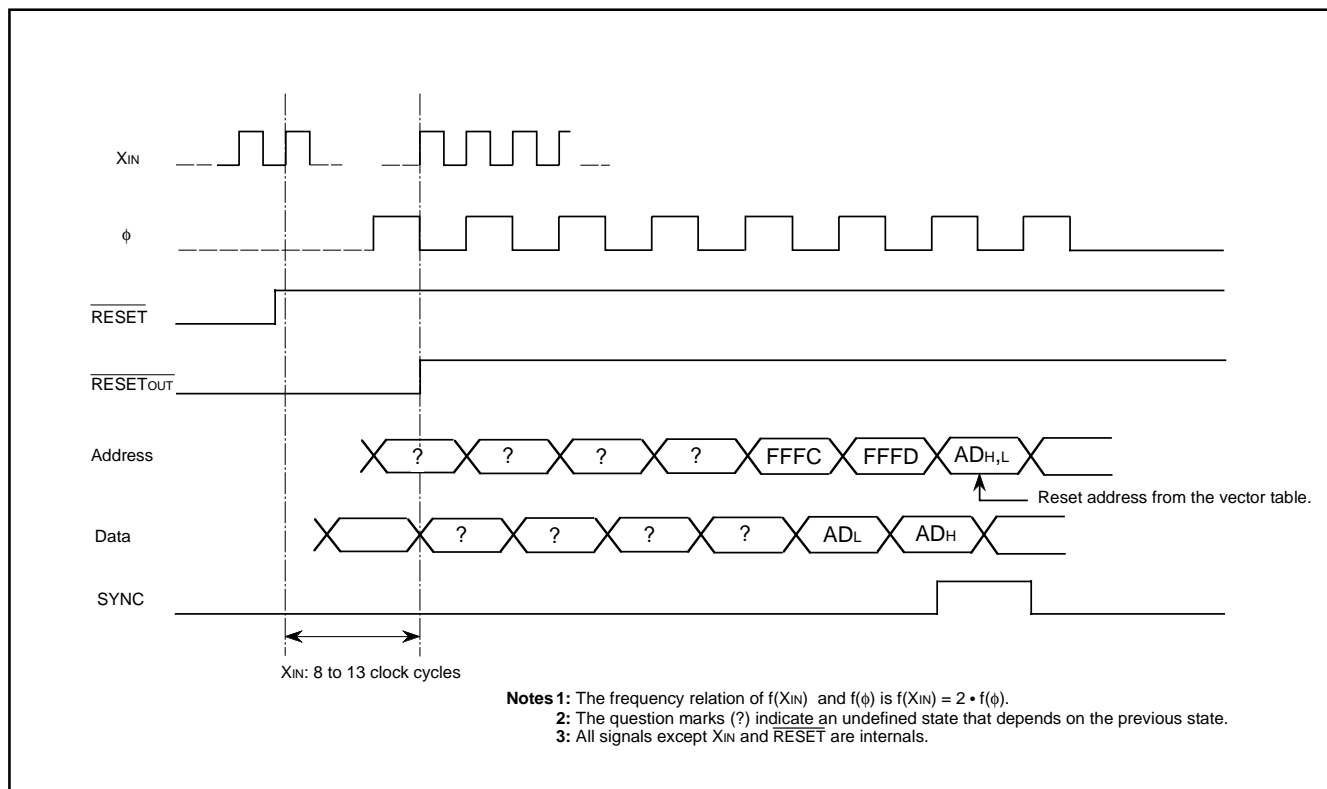 XIN
ϕ
RESET
RESETOUT
Address
? ? ? ? FFFC FFFD ADH,L
Reset address from the vector table.
Data
? ? ? ? ADL ADH
SYNC
XIN: 8 to 13 clock cycles
Notes 1: The frequency relation of f(XIN) and f(ϕ) is f(XIN) = 2 • f(ϕ).
2: The question marks (?) indicate an undefined state that depends on the previous state.
3: All signals except XIN and RESET are internals.